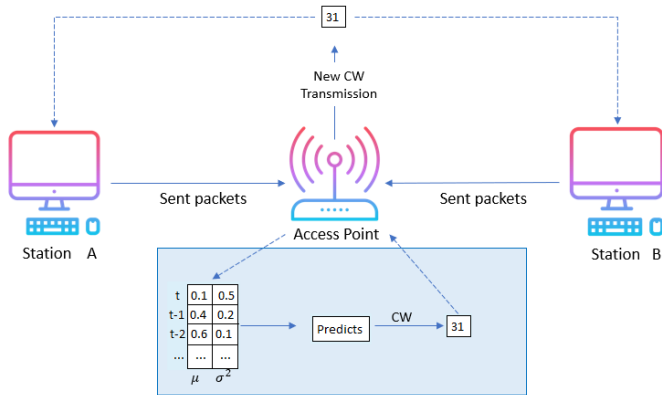 31
New CW
Transmission
Sent packets
Sent packets
Station A
Access Point
Station B
t 0.1 0.5
t-1 0.4 0.2
t-2 0.6 0.1
... ... ...
μ σ²
Predicts
CW
31